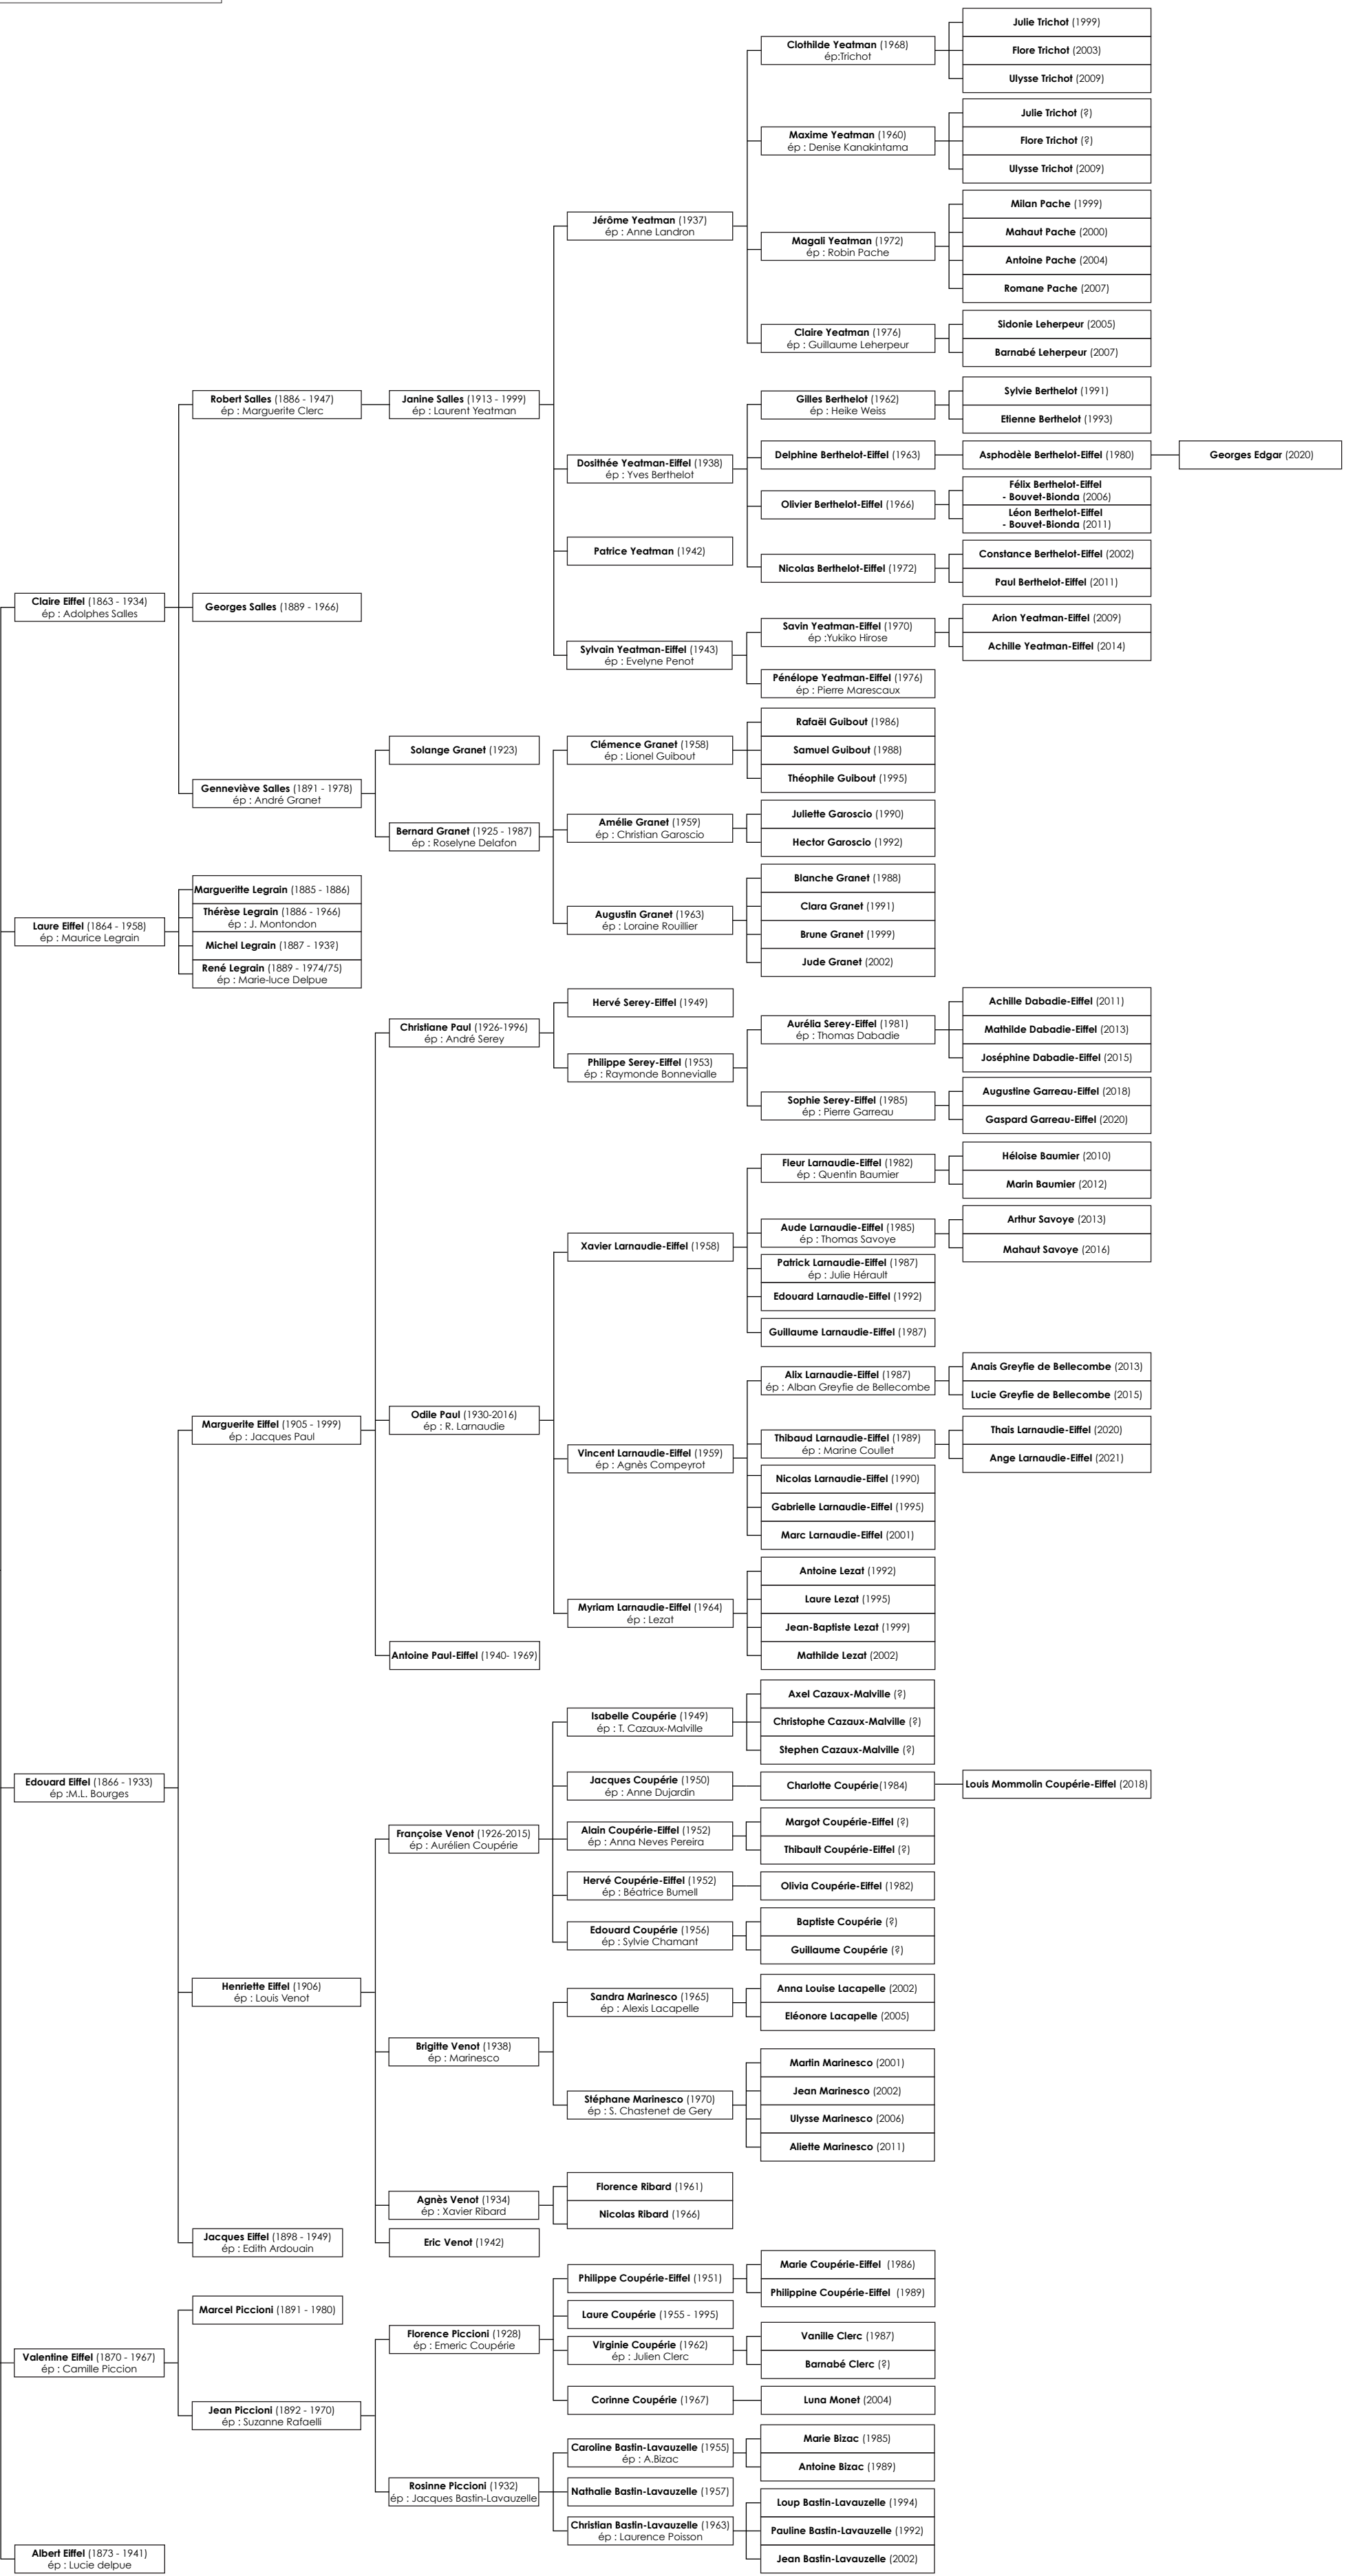 Claire Eiffel (1863 - 1934)
ép : Adolphes Salles
Robert Salles (1886 - 1947)
ép : Marguerite Clerc
Janine Salles (1913 - 1999)
ép : Laurent Yeatman
Jérôme Yeatman (1937)
ép : Anne Landron
Clothilde Yeatman (1968)
ép:Trichot
Julie Trichot (1999)
Flore Trichot (2003)
Ulysse Trichot (2009)
Maxime Yeatman (1960)
ép : Denise Kanakintama
Julie Trichot (?)
Flore Trichot (?)
Ulysse Trichot (2009)
Magali Yeatman (1972)
ép : Robin Pache
Milan Pache (1999)
Mahaut Pache (2000)
Antoine Pache (2004)
Romane Pache (2007)
Claire Yeatman (1976)
ép : Guillaume Leherpeur
Sidonie Leherpeur (2005)
Barnabé Leherpeur (2007)
Dosithée Yeatman-Eiffel (1938)
ép : Yves Berthelot
Gilles Berthelot (1962)
ép : Heike Weiss
Sylvie Berthelot (1991)
Etienne Berthelot (1993)
Delphine Berthelot-Eiffel (1963)
Asphodèle Berthelot-Eiffel (1980)
Georges Edgar (2020)
Olivier Berthelot-Eiffel (1966)
Félix Berthelot-Eiffel
- Bouvet-Bionda (2006)
Léon Berthelot-Eiffel
- Bouvet-Bionda (2011)
Nicolas Berthelot-Eiffel (1972)
Constance Berthelot-Eiffel (2002)
Paul Berthelot-Eiffel (2011)
Patrice Yeatman (1942)
Sylvain Yeatman-Eiffel (1943)
ép : Evelyne Penot
Savin Yeatman-Eiffel (1970)
ép :Yukiko Hirose
Arion Yeatman-Eiffel (2009)
Achille Yeatman-Eiffel (2014)
Pénélope Yeatman-Eiffel (1976)
ép : Pierre Marescaux
Georges Salles (1889 - 1966)
Genneviève Salles (1891 - 1978)
ép : André Granet
Solange Granet (1923)
Bernard Granet (1925 - 1987)
ép : Roselyne Delafon
Clémence Granet (1958)
ép : Lionel Guibout
Rafaël Guibout (1986)
Samuel Guibout (1988)
Théophile Guibout (1995)
Amélie Granet (1959)
ép : Christian Garoscio
Juliette Garoscio (1990)
Hector Garoscio (1992)
Augustin Granet (1963)
ép : Loraine Rouillier
Blanche Granet (1988)
Clara Granet (1991)
Brune Granet (1999)
Jude Granet (2002)
Laure Eiffel (1864 - 1958)
ép : Maurice Legrain
Margueritte Legrain (1885 - 1886)
Thérèse Legrain (1886 - 1966)
ép : J. Montondon
Michel Legrain (1887 - 193?)
René Legrain (1889 - 1974/75)
ép : Marie-luce Delpue
Edouard Eiffel (1866 - 1933)
ép :M.L. Bourges
Marguerite Eiffel (1905 - 1999)
ép : Jacques Paul
Christiane Paul (1926-1996)
ép : André Serey
Hervé Serey-Eiffel (1949)
Philippe Serey-Eiffel (1953)
ép : Raymonde Bonnevialle
Aurélia Serey-Eiffel (1981)
ép : Thomas Dabadie
Achille Dabadie-Eiffel (2011)
Mathilde Dabadie-Eiffel (2013)
Joséphine Dabadie-Eiffel (2015)
Sophie Serey-Eiffel (1985)
ép : Pierre Garreau
Augustine Garreau-Eiffel (2018)
Gaspard Garreau-Eiffel (2020)
Odile Paul (1930-2016)
ép : R. Larnaudie
Xavier Larnaudie-Eiffel (1958)
Fleur Larnaudie-Eiffel (1982)
ép : Quentin Baumier
Héloise Baumier (2010)
Marin Baumier (2012)
Aude Larnaudie-Eiffel (1985)
ép : Thomas Savoye
Arthur Savoye (2013)
Mahaut Savoye (2016)
Patrick Larnaudie-Eiffel (1987)
ép : Julie Hérault
Edouard Larnaudie-Eiffel (1992)
Guillaume Larnaudie-Eiffel (1987)
Vincent Larnaudie-Eiffel (1959)
ép : Agnès Compeyrot
Alix Larnaudie-Eiffel (1987)
ép : Alban Greyfie de Bellecombe
Anais Greyfie de Bellecombe (2013)
Lucie Greyfie de Bellecombe (2015)
Thibaud Larnaudie-Eiffel (1989)
ép : Marine Coullet
Thais Larnaudie-Eiffel (2020)
Ange Larnaudie-Eiffel (2021)
Nicolas Larnaudie-Eiffel (1990)
Gabrielle Larnaudie-Eiffel (1995)
Marc Larnaudie-Eiffel (2001)
Myriam Larnaudie-Eiffel (1964)
ép : Lezat
Antoine Lezat (1992)
Laure Lezat (1995)
Jean-Baptiste Lezat (1999)
Mathilde Lezat (2002)
Antoine Paul-Eiffel (1940- 1969)
Henriette Eiffel (1906)
ép : Louis Venot
Françoise Venot (1926-2015)
ép : Aurélien Coupérie
Isabelle Coupérie (1949)
ép : T. Cazaux-Malville
Axel Cazaux-Malville (?)
Christophe Cazaux-Malville (?)
Stephen Cazaux-Malville (?)
Jacques Coupérie (1950)
ép : Anne Dujardin
Charlotte Coupérie(1984)
Louis Mommolin Coupérie-Eiffel (2018)
Alain Coupérie-Eiffel (1952)
ép : Anna Neves Pereira
Margot Coupérie-Eiffel (?)
Thibault Coupérie-Eiffel (?)
Hervé Coupérie-Eiffel (1952)
ép : Béatrice Bumell
Olivia Coupérie-Eiffel (1982)
Edouard Coupérie (1956)
ép : Sylvie Chamant
Baptiste Coupérie (?)
Guillaume Coupérie (?)
Brigitte Venot (1938)
ép : Marinesco
Sandra Marinesco (1965)
ép : Alexis Lacapelle
Anna Louise Lacapelle (2002)
Eléonore Lacapelle (2005)
Stéphane Marinesco (1970)
ép : S. Chastenet de Gery
Martin Marinesco (2001)
Jean Marinesco (2002)
Ulysse Marinesco (2006)
Aliette Marinesco (2011)
Agnès Venot (1934)
ép : Xavier Ribard
Florence Ribard (1961)
Nicolas Ribard (1966)
Eric Venot (1942)
Jacques Eiffel (1898 - 1949)
ép : Edith Ardouain
Valentine Eiffel (1870 - 1967)
ép : Camille Piccion
Marcel Piccioni (1891 - 1980)
Jean Piccioni (1892 - 1970)
ép : Suzanne Rafaelli
Florence Piccioni (1928)
ép : Emeric Coupérie
Philippe Coupérie-Eiffel (1951)
Marie Coupérie-Eiffel (1986)
Philippine Coupérie-Eiffel (1989)
Laure Coupérie (1955 - 1995)
Virginie Coupérie (1962)
ép : Julien Clerc
Vanille Clerc (1987)
Barnabé Clerc (?)
Corinne Coupérie (1967)
Luna Monet (2004)
Rosinne Piccioni (1932)
ép : Jacques Bastin-Lavauzelle
Caroline Bastin-Lavauzelle (1955)
ép : A.Bizac
Marie Bizac (1985)
Antoine Bizac (1989)
Nathalie Bastin-Lavauzelle (1957)
Christian Bastin-Lavauzelle (1963)
ép : Laurence Poisson
Loup Bastin-Lavauzelle (1994)
Pauline Bastin-Lavauzelle (1992)
Jean Bastin-Lavauzelle (2002)
Albert Eiffel (1873 - 1941)
ép : Lucie delpue